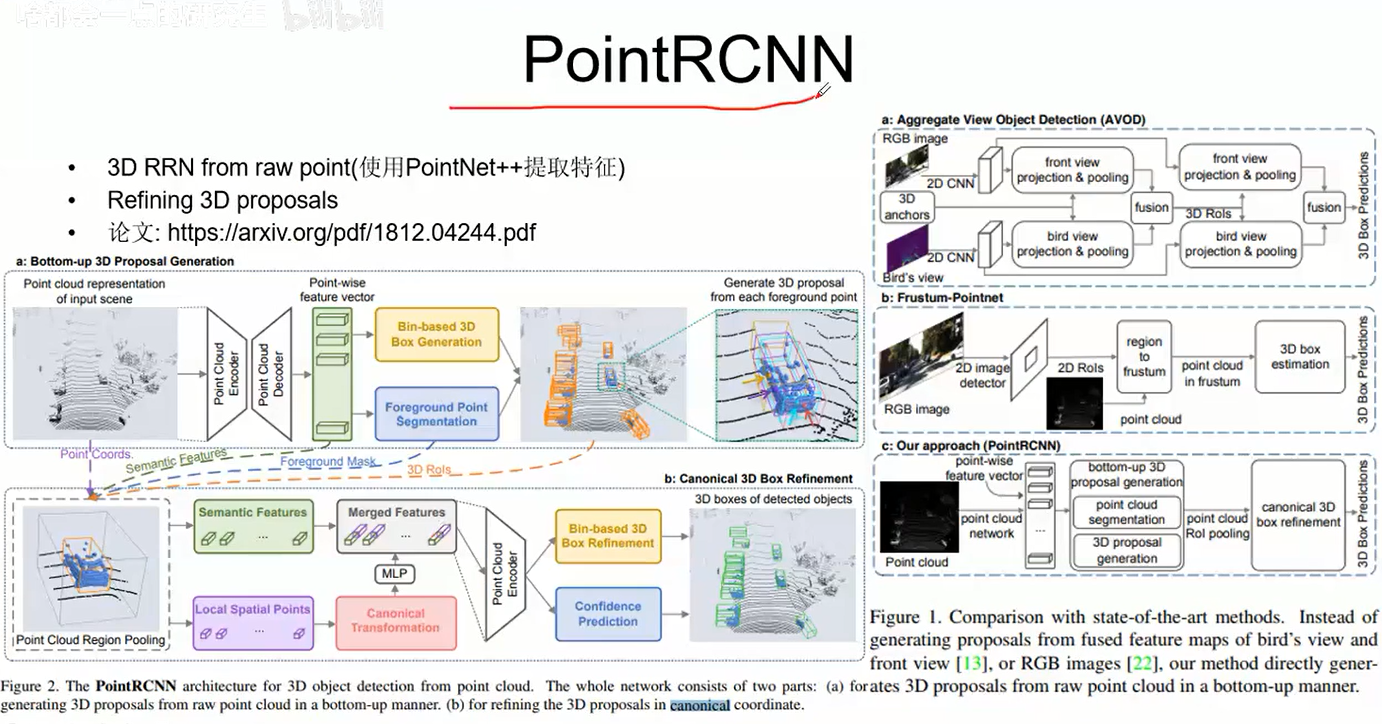 啥都会一点的研究生 bilibili
PointRCNN
• 3D RRN from raw point(使用PointNet++提取特征)
• Refining 3D proposals
• 论文: https://arxiv.org/pdf/1812.04244.pdf
a: Bottom-up 3D Proposal Generation
Point cloud representation
of input scene
Point-wise
feature vector
Generate 3D proposal
from each foreground point
Point Cloud
Encoder
Point Cloud
Decoder
Bin-based 3D
Box Generation
Foreground Point
Segmentation
Point Coords.
Semantic Features
Foreground Mask
3D RoIs
b: Canonical 3D Box Refinement
3D boxes of detected objects
Semantic Features
...
Merged Features
...
MLP
Local Spatial Points
...
Canonical
Transformation
Point Cloud
Encoder
Bin-based 3D
Box Refinement
Confidence
Prediction
Point Cloud Region Pooling
Figure 2. The PointRCNN architecture for 3D object detection from point cloud. The whole network consists of two parts: (a) for
generating 3D proposals from raw point cloud in a bottom-up manner. (b) for refining the 3D proposals in canonical coordinate.
a: Aggregate View Object Detection (AVOD)
RGB image
2D CNN
front view
projection & pooling
front view
projection & pooling
3D
anchors
fusion
3D RoIs
fusion
2D CNN
bird view
projection & pooling
bird view
projection & pooling
Bird's view
3D Box Predictions
b: Frustum-Pointnet
RGB image
2D image
detector
2D RoIs
region
to
frustum
point cloud
point cloud
in frustum
3D box
estimation
3D Box Predictions
c: Our approach (PointRCNN)
point-wise
feature vector
point cloud
network
Point cloud
...
bottom-up 3D
proposal generation
point cloud
segmentation
3D proposal
generation
point cloud
RoI pooling
canonical 3D
box refinement
3D Box Predictions
Figure 1. Comparison with state-of-the-art methods. Instead of
generating proposals from fused feature maps of bird's view and
front view [13], or RGB images [22], our method directly gener-
ates 3D proposals from raw point cloud in a bottom-up manner.